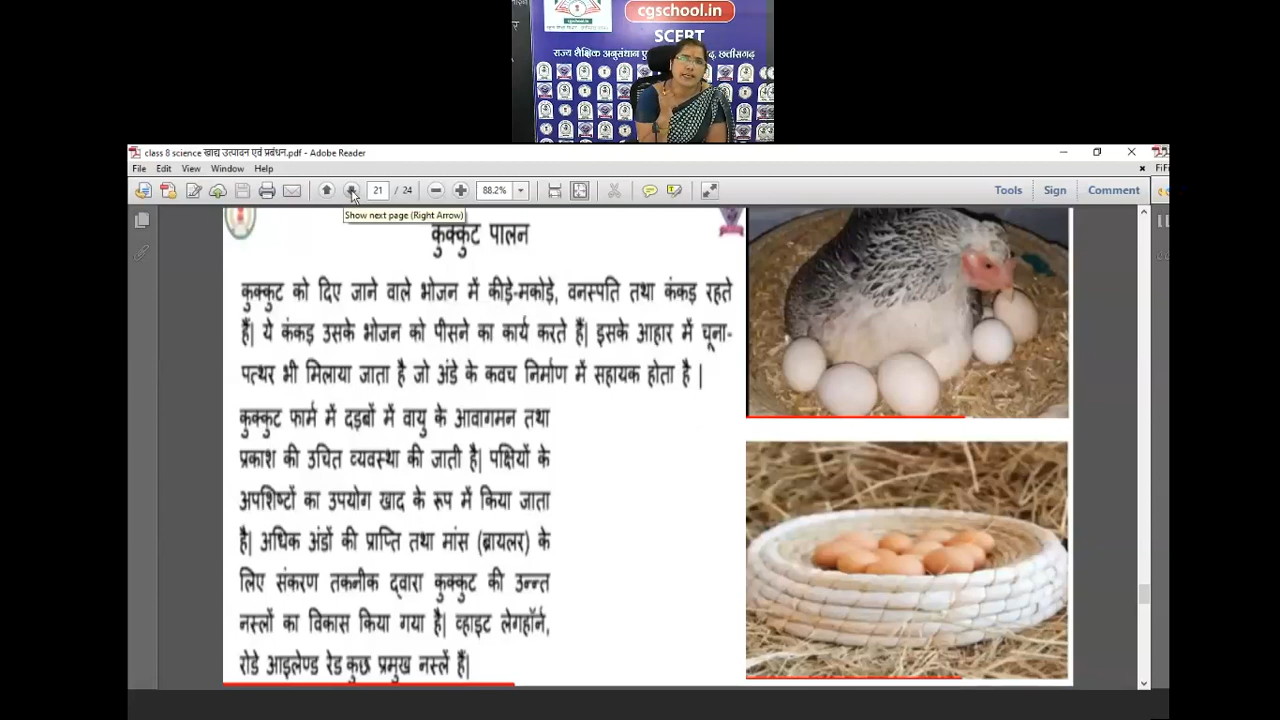 cgschool.in
SCERT
राज्य शैक्षिक अनुसंधान ए
द, छत्तीसगढ़
class 8 science खाद्य उत्पादन एवं प्रबंधन.pdf - Adobe Reader
File Edit View Window Help
21 / 24 88.2% Tools Sign Comment
Show next page (Right Arrow)
कुक्कुट पालन
कुक्कुट को दिए जाने वाले भोजन में कीड़े-मकोड़े, वनस्पति तथा कंकड़ रहते
हैं| ये कंकड़ उसके भोजन को पीसने का कार्य करते हैं| इसके आहार में चूना-
पत्थर भी मिलाया जाता है जो अंडे के कवच निर्माण में सहायक होता है |
कुक्कुट फार्म में दड़बों में वायु के आवागमन तथा
प्रकाश की उचित व्यवस्था की जाती है| पक्षियों के
अपशिष्टों का उपयोग खाद के रूप में किया जाता
है| अधिक अंडों की प्राप्ति तथा मांस (ब्रायलर) के
लिए संकरण तकनीक द्वारा कुक्कुट की उन्न्त
नस्लों का विकास किया गया है| व्हाइट लेगहॉर्न,
रोडे आइलेण्ड रेड कुछ प्रमुख नस्लें हैं|